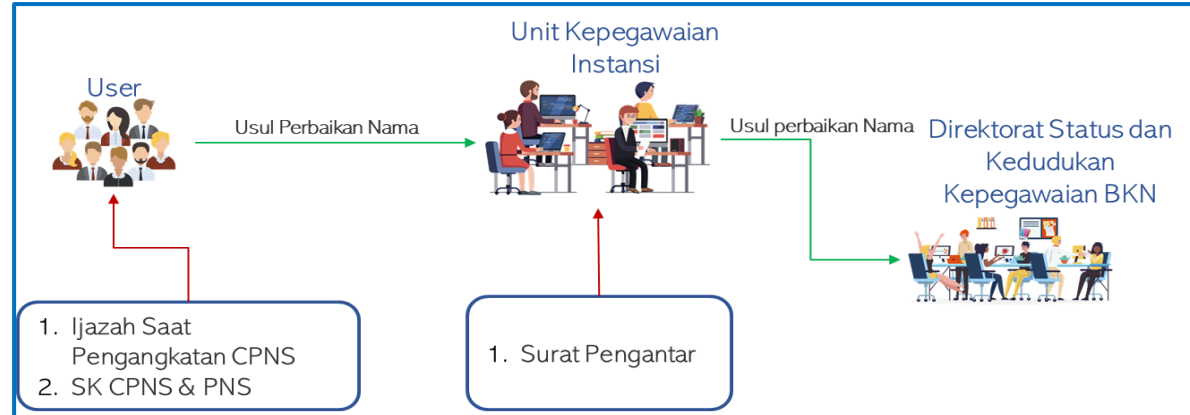 User
Usul Perbaikan Nama
Unit Kepegawaian
Instansi
Usul perbaikan Nama
Direktorat Status dan
Kedudukan
Kepegawaian BKN
1. Ijazah Saat
Pengangkatan CPNS
2. SK CPNS & PNS
1. Surat Pengantar